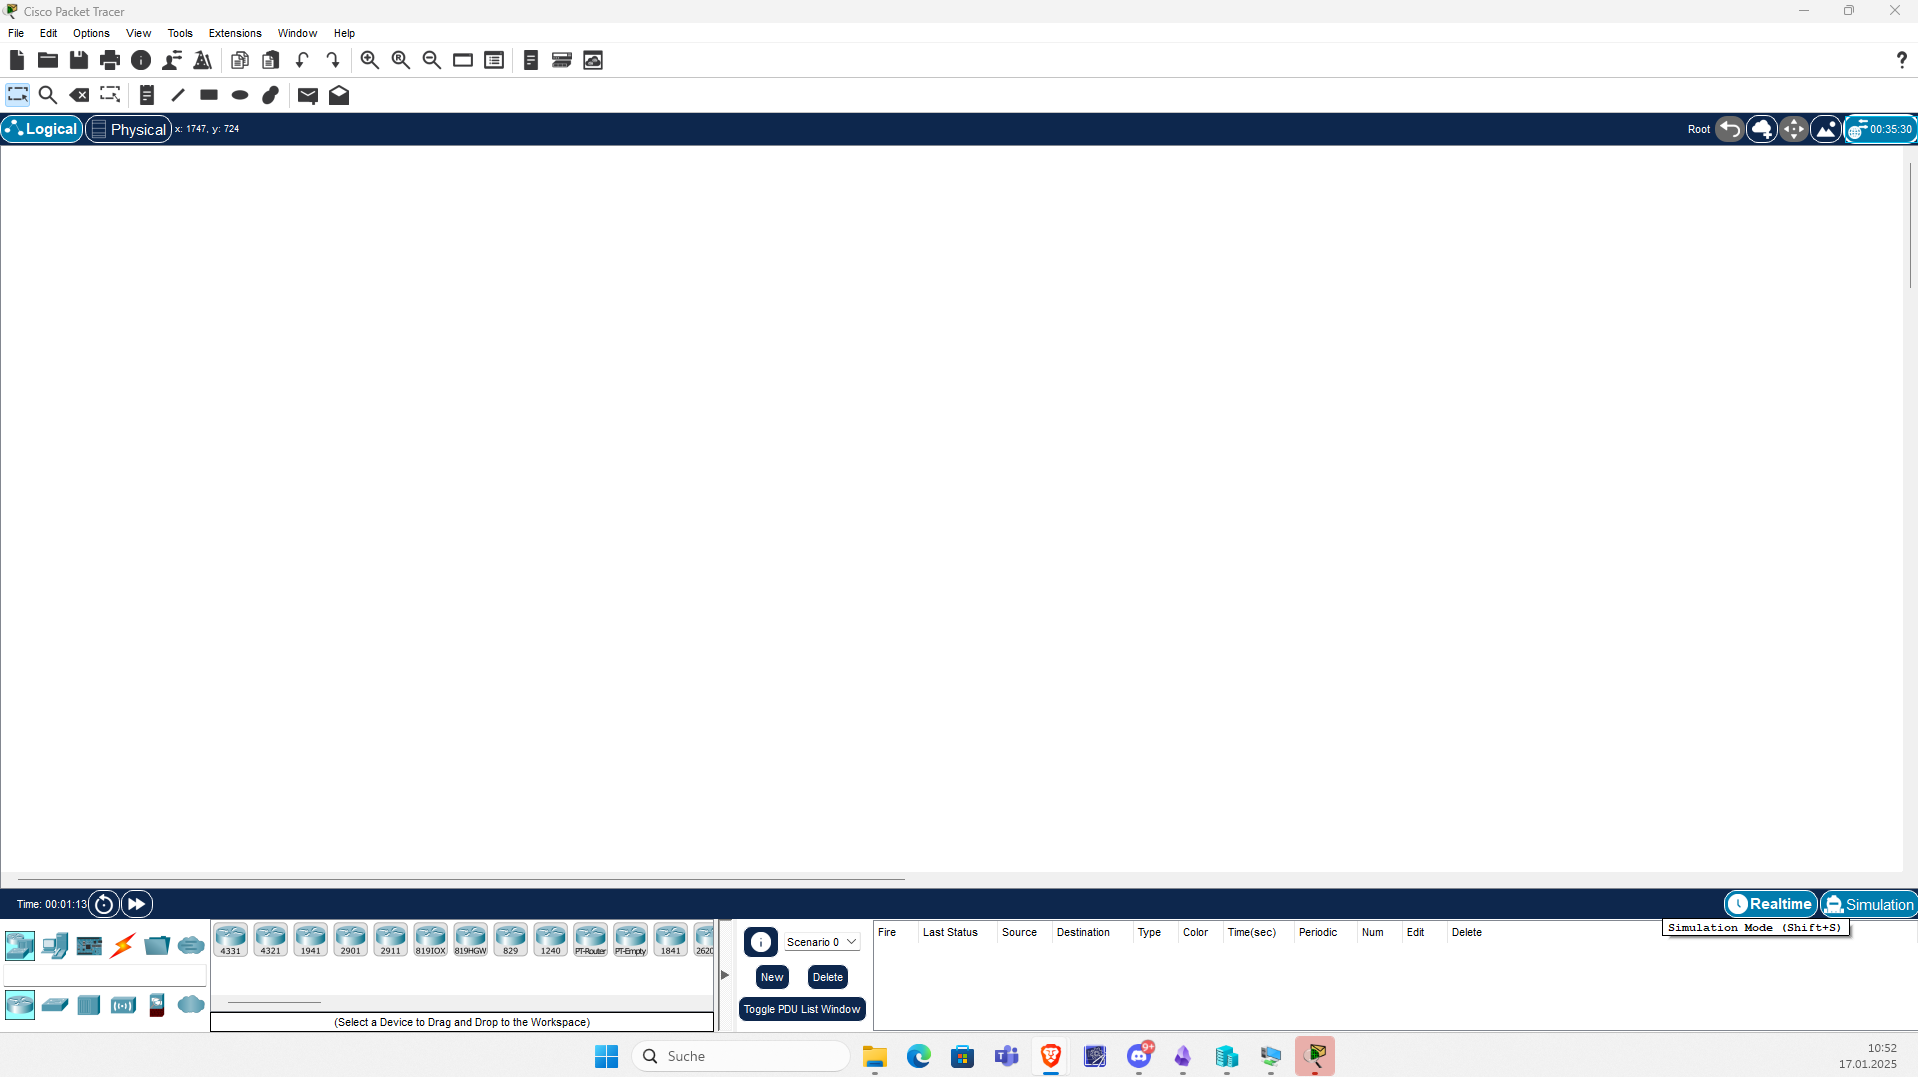 Cisco Packet Tracer
File Edit Options View Tools Extensions Window Help
?
Logical Physical x: 1747, y: 724 Root 00:35:30
Time: 00:01:13 Realtime Simulation
Simulation Mode (Shift+S)
4331 4321 1941 2901 2911 819IOX 819HGW 829 1240 PT-Router PT-Empty 1841 2620
(Select a Device to Drag and Drop to the Workspace)
Scenario 0
New Delete
Toggle PDU List Window
Fire Last Status Source Destination Type Color Time(sec) Periodic Num Edit Delete
Suche
9+
10:52
17.01.2025